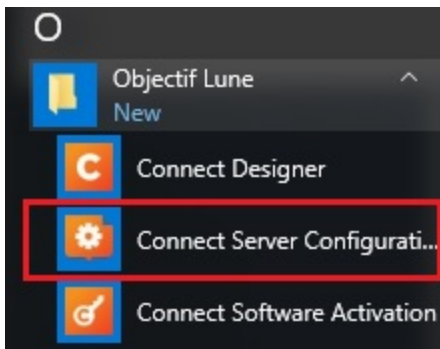 O
Objectif Lune
New
C
Connect Designer
Connect Server Configurati...
Connect Software Activation